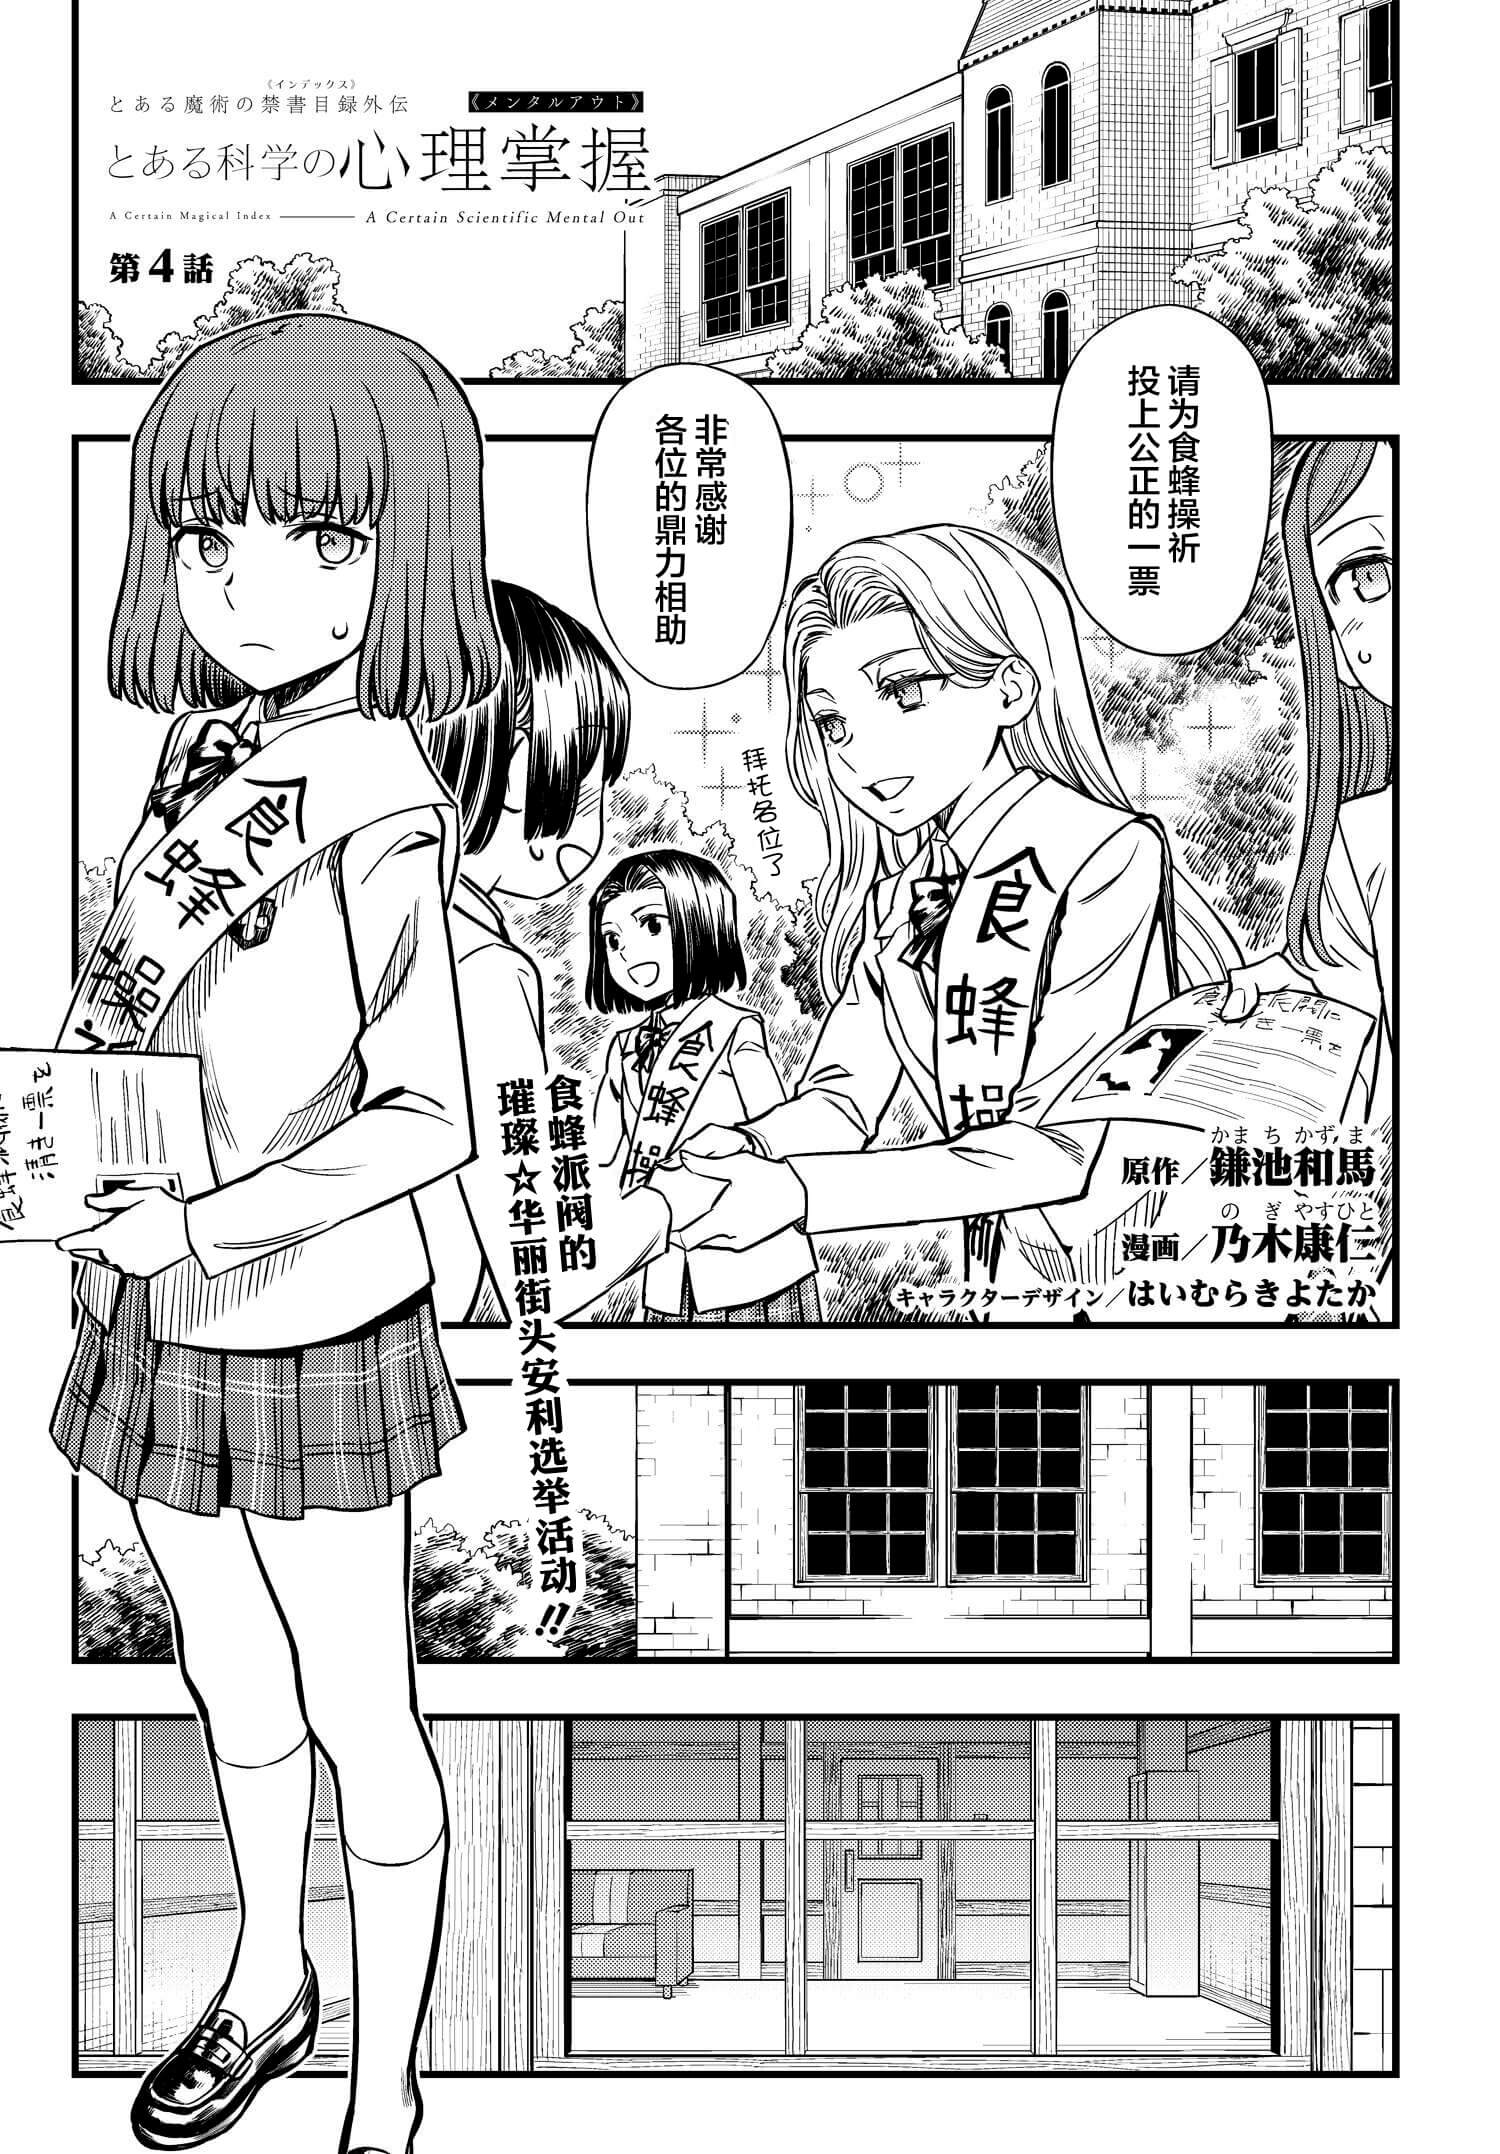 《インデックス》
とある魔術の禁書目録外伝
《メンタルアウト》
とある科学の心理掌握
A Certain Magical Index
A Certain Scientific Mental Out
第4話
请为食蜂操祈
投上公正的一票
非常感谢
各位的鼎力相助
拜托各位了
食蜂操
食蜂操
食蜂操
食蜂派阀的
璀璨☆华丽街头安利选举活动!!
かまちかずま
原作／鎌池和馬
のぎやすひと
漫画／乃木康仁
キャラクターデザイン／はいむらきよたか